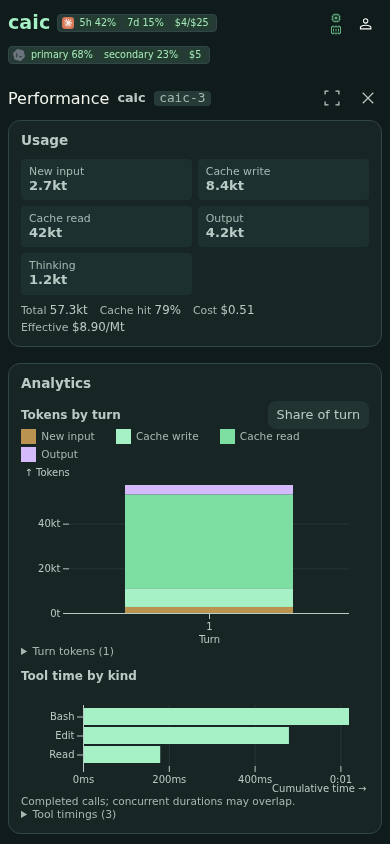 caic 5h 42% 7d 15% $4/$25
primary 68% secondary 23% $5
Performance caic caic-3
Usage
New input
2.7kt
Cache write
8.4kt
Cache read
42kt
Output
4.2kt
Thinking
1.2kt
Total 57.3kt Cache hit 79% Cost $0.51
Effective $8.90/Mt
Analytics
Tokens by turn
Share of turn
New input Cache write Cache read
Output
↑ Tokens
40kt
20kt
0t
1
Turn
▶ Turn tokens (1)
Tool time by kind
Bash
Edit
Read
0ms 200ms 400ms 0:01
Cumulative time →
Completed calls; concurrent durations may overlap.
▶ Tool timings (3)